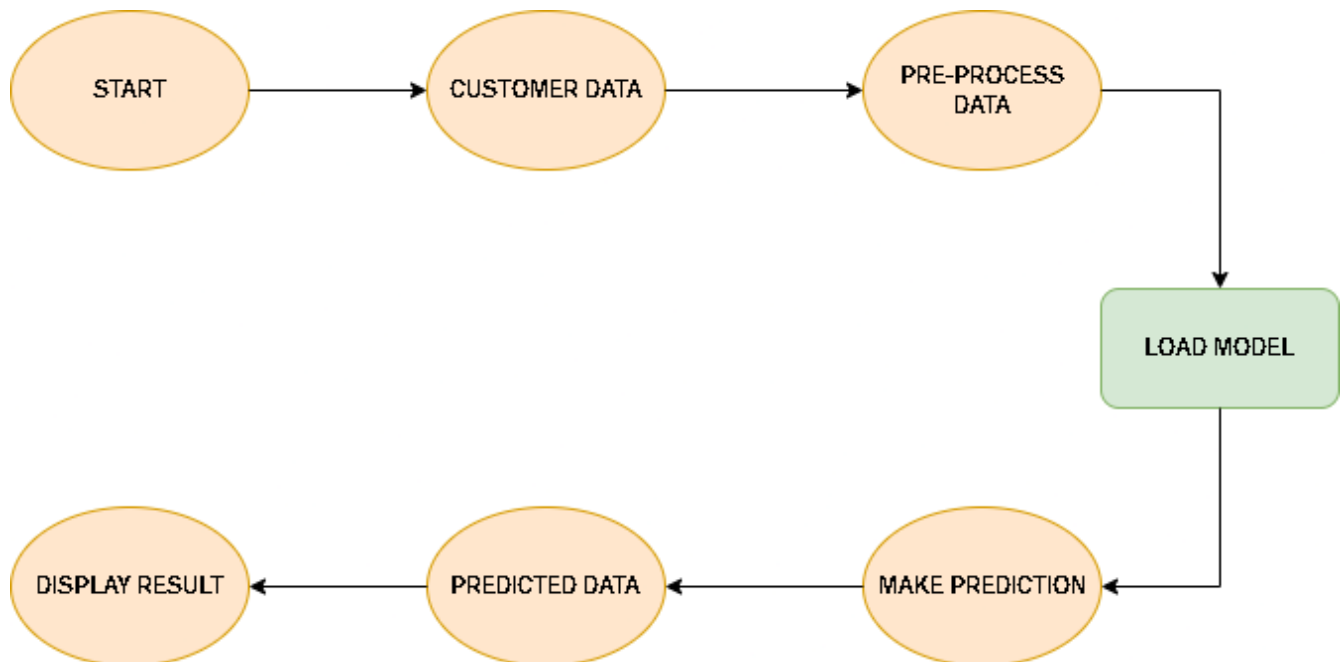 START
CUSTOMER DATA
PRE-PROCESS
DATA
LOAD MODEL
MAKE PREDICTION
PREDICTED DATA
DISPLAY RESULT